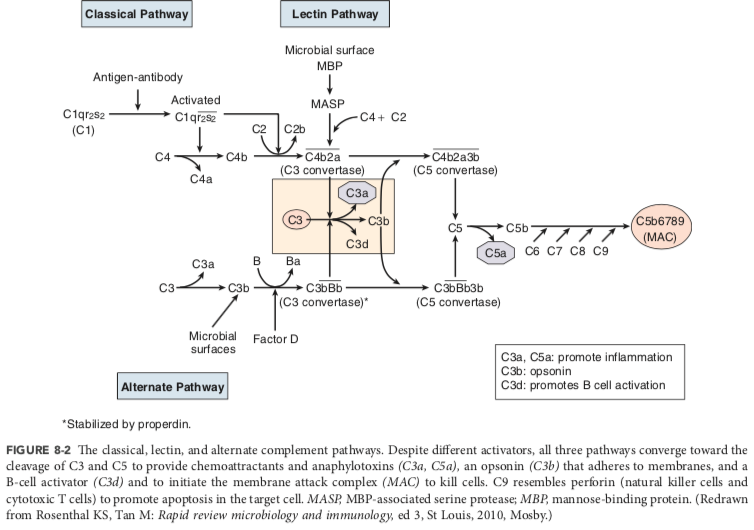 Classical Pathway
Lectin Pathway
Microbial surface
MBP
Antigen-antibody
MASP
Activated
C1qr2s2
(C1)
C1qr2s2
C4 + C2
C2
C2b
C4
C4b
C4b2a
(C3 convertase)
C4b2a3b
(C5 convertase)
C4a
C3a
C3
C3b
C3d
C5
C5b
C5b6789
(MAC)
C5a
C6 C7 C8 C9
C3a
B
Ba
C3
C3b
C3bBb
(C3 convertase)*
C3bBb3b
(C5 convertase)
Microbial
surfaces
Factor D
C3a, C5a: promote inflammation
C3b: opsonin
C3d: promotes B cell activation
Alternate Pathway
*Stabilized by properdin.
FIGURE 8-2 The classical, lectin, and alternate complement pathways. Despite different activators, all three pathways converge toward the
cleavage of C3 and C5 to provide chemoattractants and anaphylotoxins (C3a, C5a), an opsonin (C3b) that adheres to membranes, and a
B-cell activator (C3d) and to initiate the membrane attack complex (MAC) to kill cells. C9 resembles perforin (natural killer cells and
cytotoxic T cells) to promote apoptosis in the target cell. MASP, MBP-associated serine protease; MBP, mannose-binding protein. (Redrawn
from Rosenthal KS, Tan M: Rapid review microbiology and immunology, ed 3, St Louis, 2010, Mosby.)